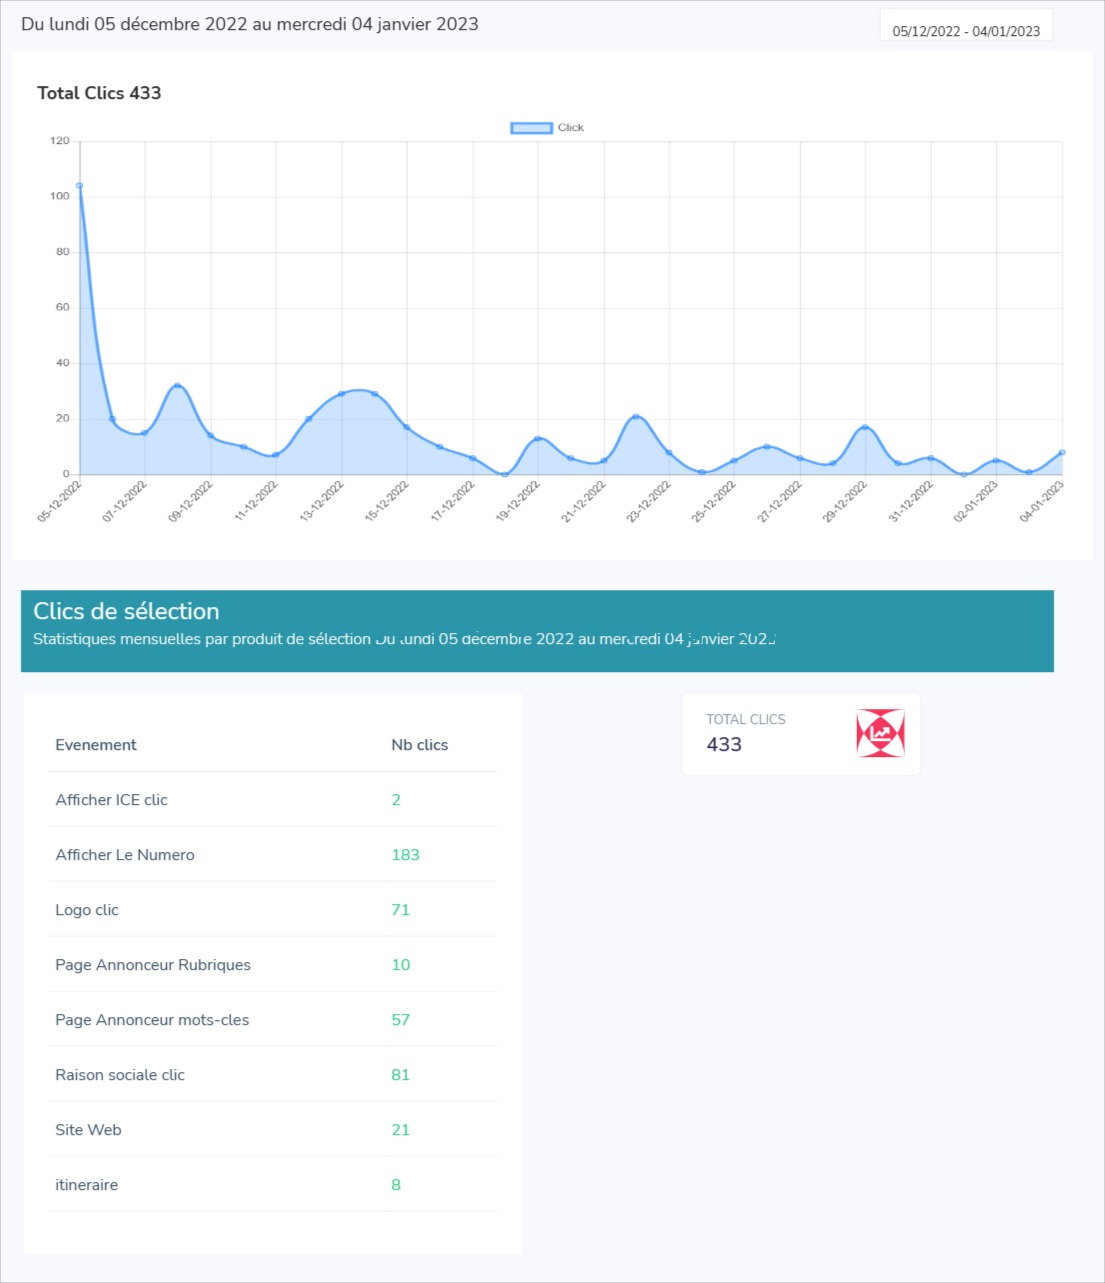 Du lundi 05 décembre 2022 au mercredi 04 janvier 2023
05/12/2022 - 04/01/2023
Total Clics 433
Click
120
100
80
60
40
20
0
05-12-2022
07-12-2022
09-12-2022
11-12-2022
13-12-2022
15-12-2022
17-12-2022
19-12-2022
21-12-2022
23-12-2022
25-12-2022
27-12-2022
29-12-2022
31-12-2022
02-01-2023
04-01-2023
Clics de sélection
Statistiques mensuelles par produit de sélection Du lundi 05 décembre 2022 au mercredi 04 janvier
TOTAL CLICS
433
Evenement Nb clics
Afficher ICE clic 2
Afficher Le Numero 183
Logo clic 71
Page Annonceur Rubriques 10
Page Annonceur mots-cles 57
Raison sociale clic 81
Site Web 21
itineraire 8